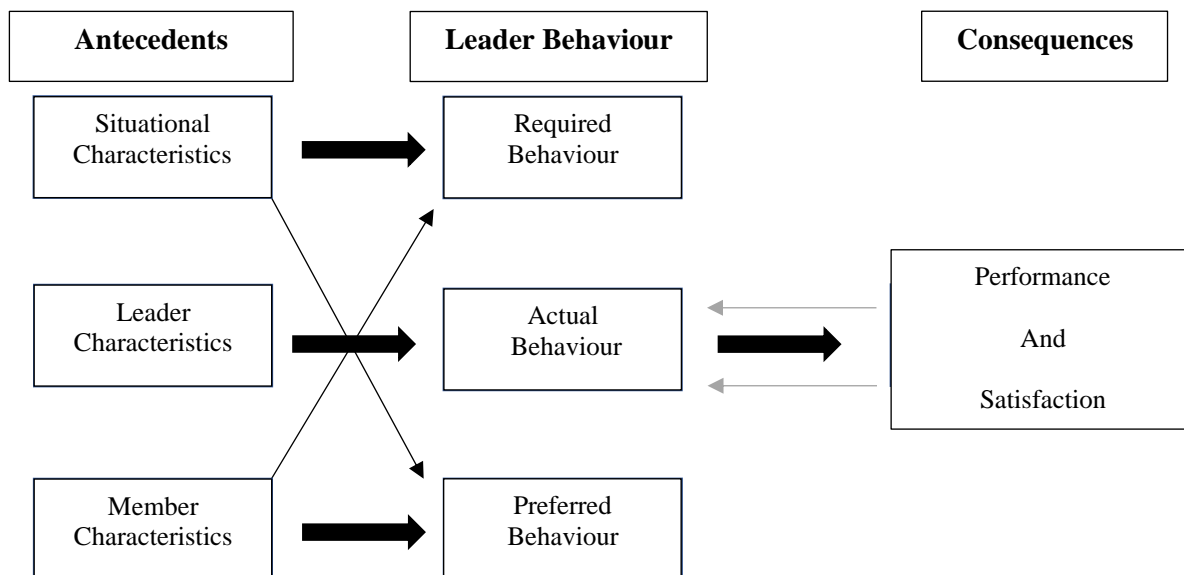 Antecedents
Leader Behaviour
Consequences
Situational
Characteristics
Required
Behaviour
Leader
Characteristics
Actual
Behaviour
Performance
And
Satisfaction
Member
Characteristics
Preferred
Behaviour